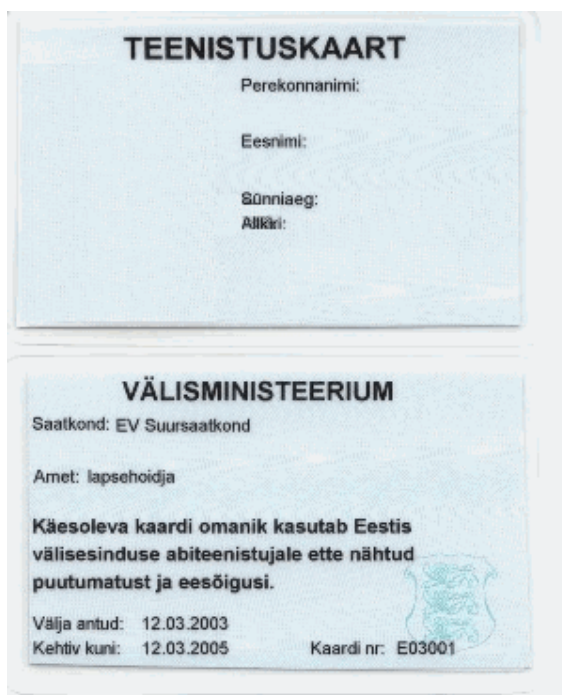 TEENISTUSKAART
Perekonnanimi:
Eesnimi:
Sünniaeg:
Allkiri:
VÄLISMINISTEERIUM
Saatkond: EV Suursaatkond
Amet: lapsehoidja
Käesoleva kaardi omanik kasutab Eestis
välisesinduse abiteenistujale ette nähtud
puutumatust ja eesõigusi.
Välja antud: 12.03.2003
Kehtiv kuni: 12.03.2005 Kaardi nr: E03001